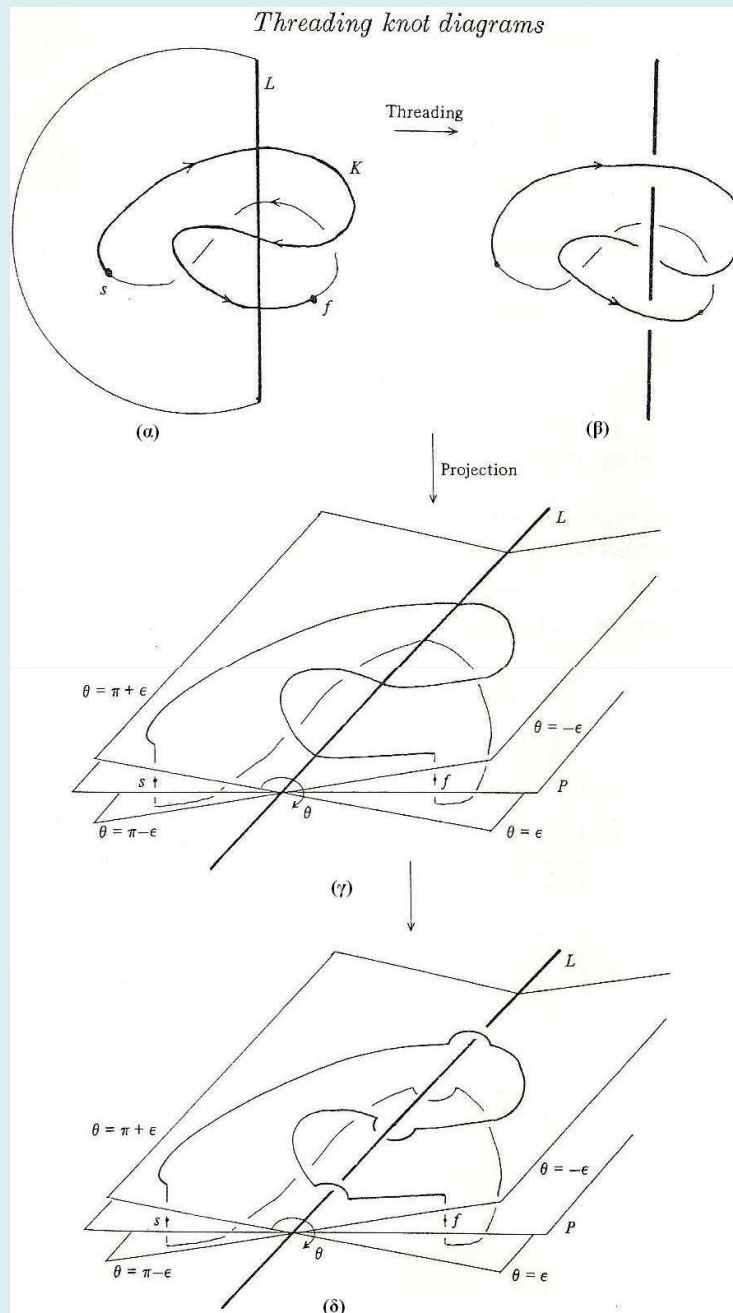 Threading knot diagrams
L
Threading
K
s
f
(α)
(β)
Projection
L
θ = π + ϵ
θ = −ϵ
s
f
P
θ
θ = π−ϵ
θ = ϵ
(γ)
L
θ = π + ϵ
θ = −ϵ
s
f
P
θ
θ = π−ϵ
θ = ϵ
(δ)